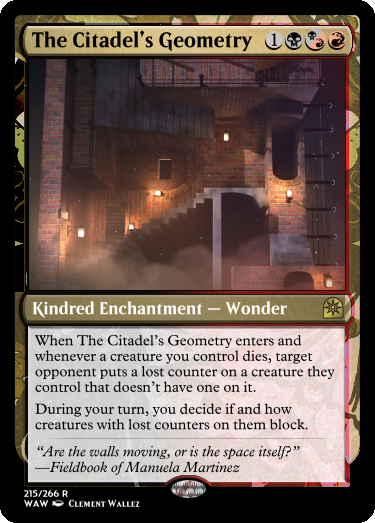 The Citadel's Geometry 1
Kindred Enchantment — Wonder
When The Citadel's Geometry enters and
whenever a creature you control dies, target
opponent puts a lost counter on a creature they
control that doesn't have one on it.
During your turn, you decide if and how
creatures with lost counters on them block.
“Are the walls moving, or is the space itself?”
—Fieldbook of Manuela Martinez
215/266 R
WAW Clement Wallez